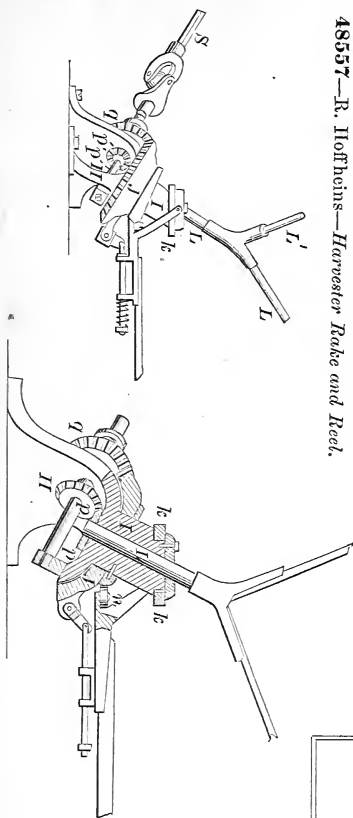 48557—R. Hoffheins—Harvester Rake and Reel.
S
q
p
p
H
f
I
k
L
L'
L
q
H
p
p
I
I
k
k
f
n